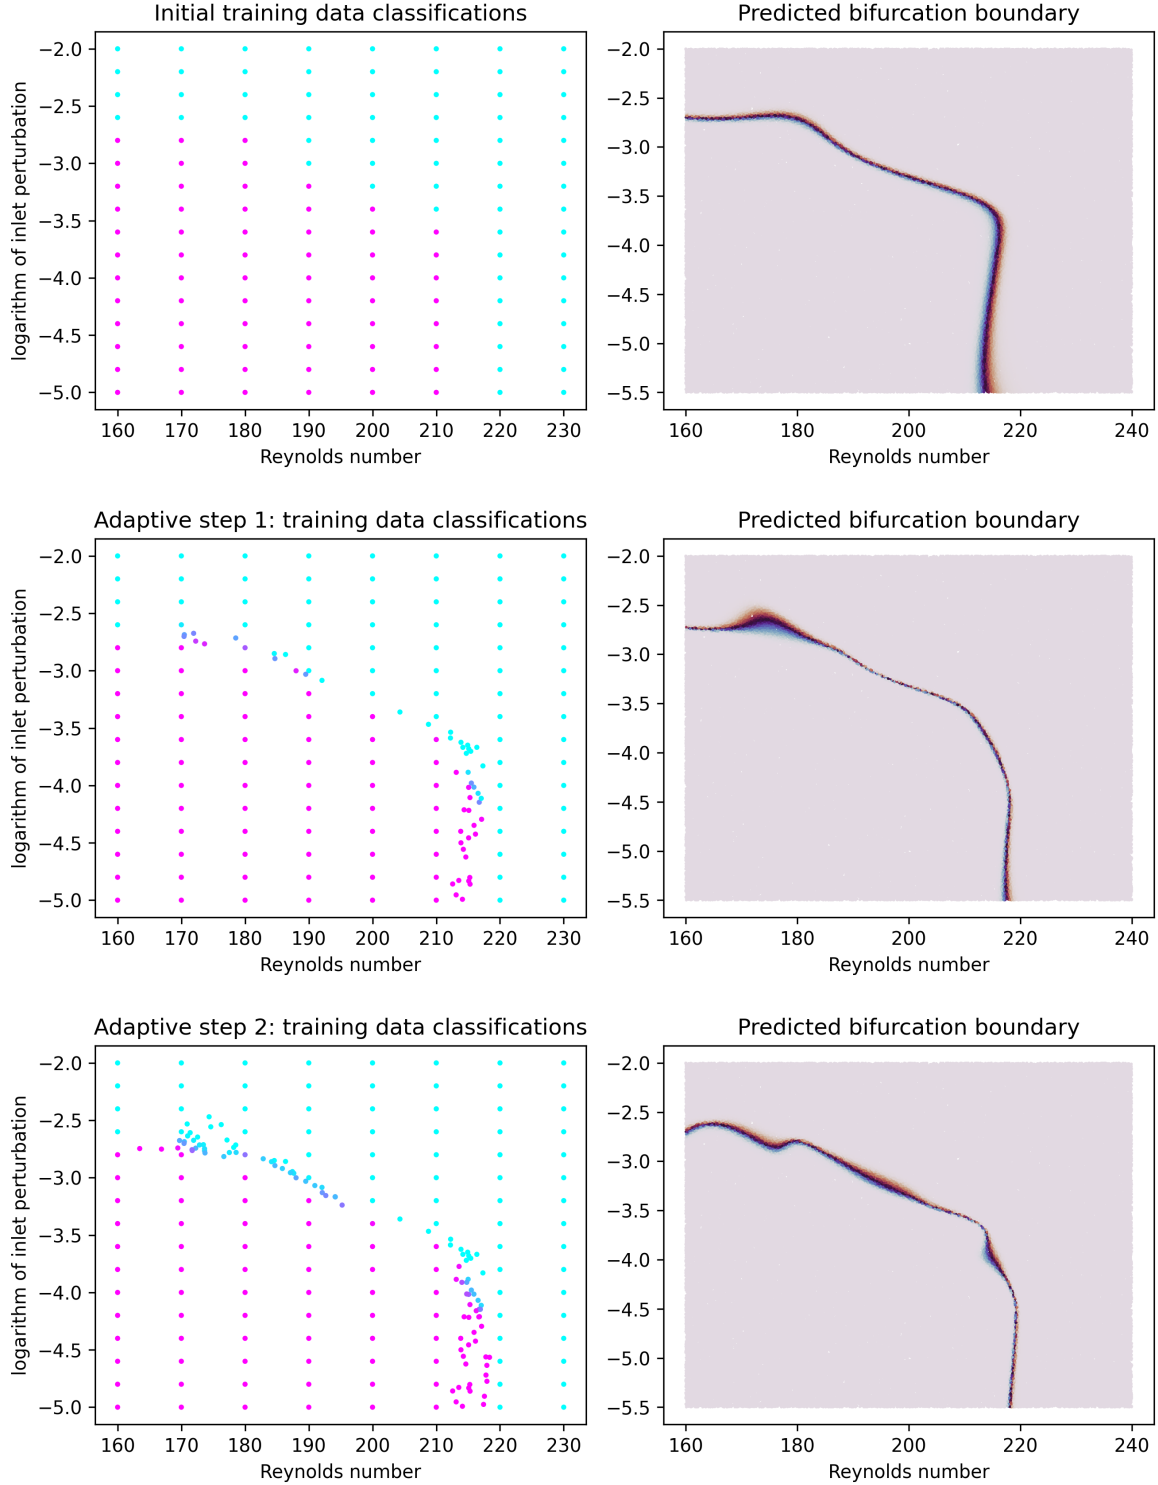 Initial training data classifications
Predicted bifurcation boundary
logarithm of inlet perturbation
−2.0
−2.5
−3.0
−3.5
−4.0
−4.5
−5.0
160 170 180 190 200 210 220 230
Reynolds number
−2.0
−2.5
−3.0
−3.5
−4.0
−4.5
−5.0
−5.5
160 180 200 220 240
Reynolds number
Adaptive step 1: training data classifications
Predicted bifurcation boundary
logarithm of inlet perturbation
−2.0
−2.5
−3.0
−3.5
−4.0
−4.5
−5.0
160 170 180 190 200 210 220 230
Reynolds number
−2.0
−2.5
−3.0
−3.5
−4.0
−4.5
−5.0
−5.5
160 180 200 220 240
Reynolds number
Adaptive step 2: training data classifications
Predicted bifurcation boundary
logarithm of inlet perturbation
−2.0
−2.5
−3.0
−3.5
−4.0
−4.5
−5.0
160 170 180 190 200 210 220 230
Reynolds number
−2.0
−2.5
−3.0
−3.5
−4.0
−4.5
−5.0
−5.5
160 180 200 220 240
Reynolds number